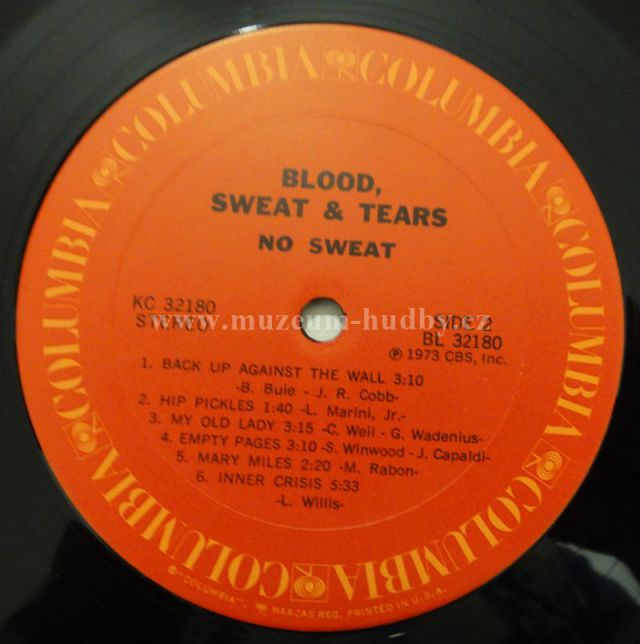 COLUMBIA COLUMBIA COLUMBIA COLUMBIA COLUMBIA COLUMBIA COLUMBIA COLUMBIA
BLOOD,
SWEAT & TEARS
NO SWEAT
KC 32180
STEREO
SIDE 2
BL 32180
℗ 1973 CBS, Inc.
www.muzeum-hudby.cz
1. BACK UP AGAINST THE WALL 3:10
-B. Buie - J. R. Cobb-
2. HIP PICKLES 1:40 -L. Marini, Jr.-
3. MY OLD LADY 3:15 -C. Weil - G. Wadenius-
4. EMPTY PAGES 3:10 -S. Winwood - J. Capaldi-
5. MARY MILES 2:20 -M. Rabon-
6. INNER CRISIS 5:33
-L. Willis-
® "COLUMBIA", MARCAS REG. PRINTED IN U.S.A.